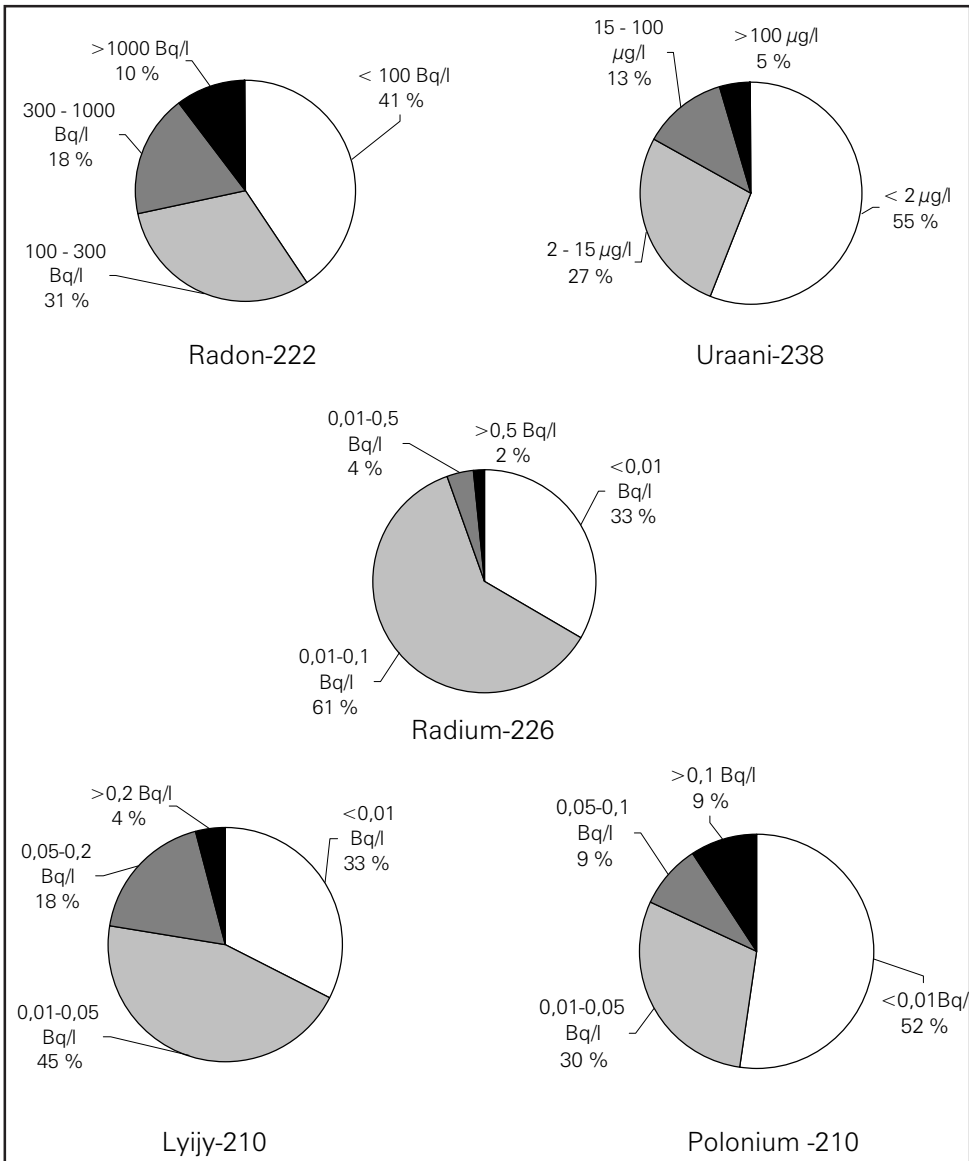 >1000 Bq/l
10 %
< 100 Bq/l
41 %
300 - 1000
Bq/l
18 %
100 - 300
Bq/l
31 %
Radon-222
15 - 100
µg/l
13 %
>100 µg/l
5 %
< 2 µg/l
55 %
2 - 15 µg/l
27 %
Uraani-238
0,01-0,5
Bq/l
4 %
>0,5 Bq/l
2 %
<0,01
Bq/l
33 %
0,01-0,1
Bq/l
61 %
Radium-226
>0,2 Bq/l
4 %
<0,01
Bq/l
33 %
0,05-0,2
Bq/l
18 %
0,01-0,05
Bq/l
45 %
Lyijy-210
>0,1 Bq/l
9 %
0,05-0,1
Bq/l
9 %
<0,01Bq/
52 %
0,01-0,05
Bq/l
30 %
Polonium -210